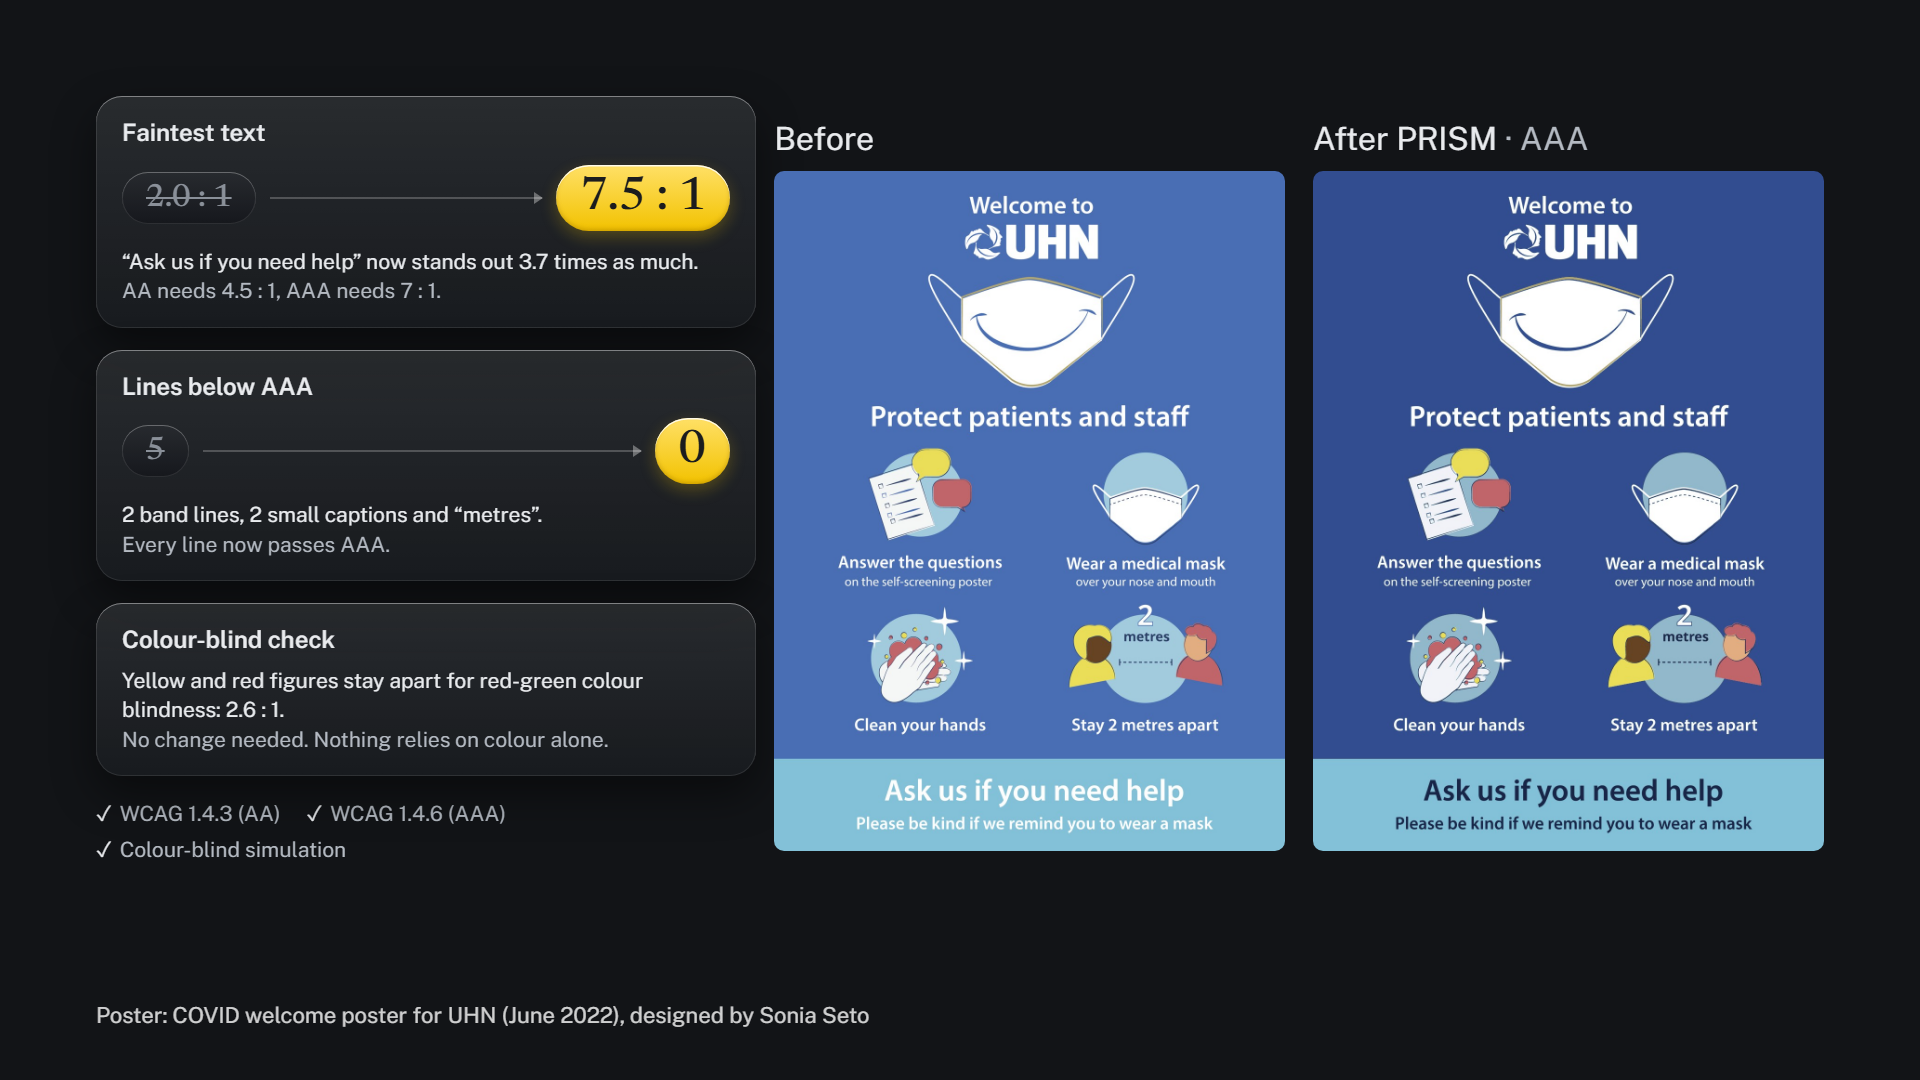 Faintest text
2.0 : 1
7.5 : 1
“Ask us if you need help” now stands out 3.7 times as much.
AA needs 4.5 : 1, AAA needs 7 : 1.
Lines below AAA
5
0
2 band lines, 2 small captions and “metres”.
Every line now passes AAA.
Colour-blind check
Yellow and red figures stay apart for red-green colour
blindness: 2.6 : 1.
No change needed. Nothing relies on colour alone.
✓ WCAG 1.4.3 (AA) ✓ WCAG 1.4.6 (AAA)
✓ Colour-blind simulation
Before
Welcome to
UHN
Protect patients and staff
Answer the questions
on the self-screening poster
Wear a medical mask
over your nose and mouth
2
metres
Clean your hands
Stay 2 metres apart
Ask us if you need help
Please be kind if we remind you to wear a mask
After PRISM · AAA
Welcome to
UHN
Protect patients and staff
Answer the questions
on the self-screening poster
Wear a medical mask
over your nose and mouth
2
metres
Clean your hands
Stay 2 metres apart
Ask us if you need help
Please be kind if we remind you to wear a mask
Poster: COVID welcome poster for UHN (June 2022), designed by Sonia Seto